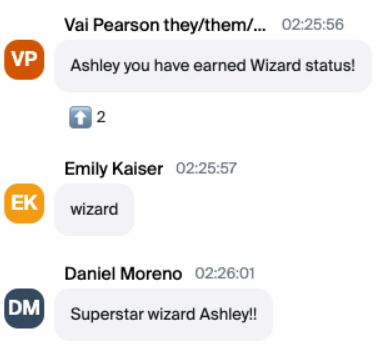 Vai Pearson they/them/... 02:25:56
VP
Ashley you have earned Wizard status!
2
Emily Kaiser 02:25:57
EK
wizard
Daniel Moreno 02:26:01
DM
Superstar wizard Ashley!!